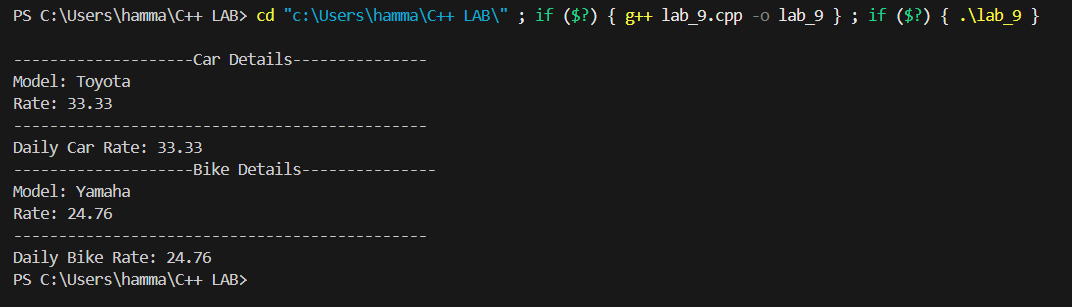 PS C:\Users\hamma\C++ LAB> cd "c:\Users\hamma\C++ LAB\" ; if ($?) { g++ lab_9.cpp -o lab_9 } ; if ($?) { .\lab_9 }
--------------------Car Details---------------
Model: Toyota
Rate: 33.33
----------------------------------------------
Daily Car Rate: 33.33
--------------------Bike Details---------------
Model: Yamaha
Rate: 24.76
----------------------------------------------
Daily Bike Rate: 24.76
PS C:\Users\hamma\C++ LAB>